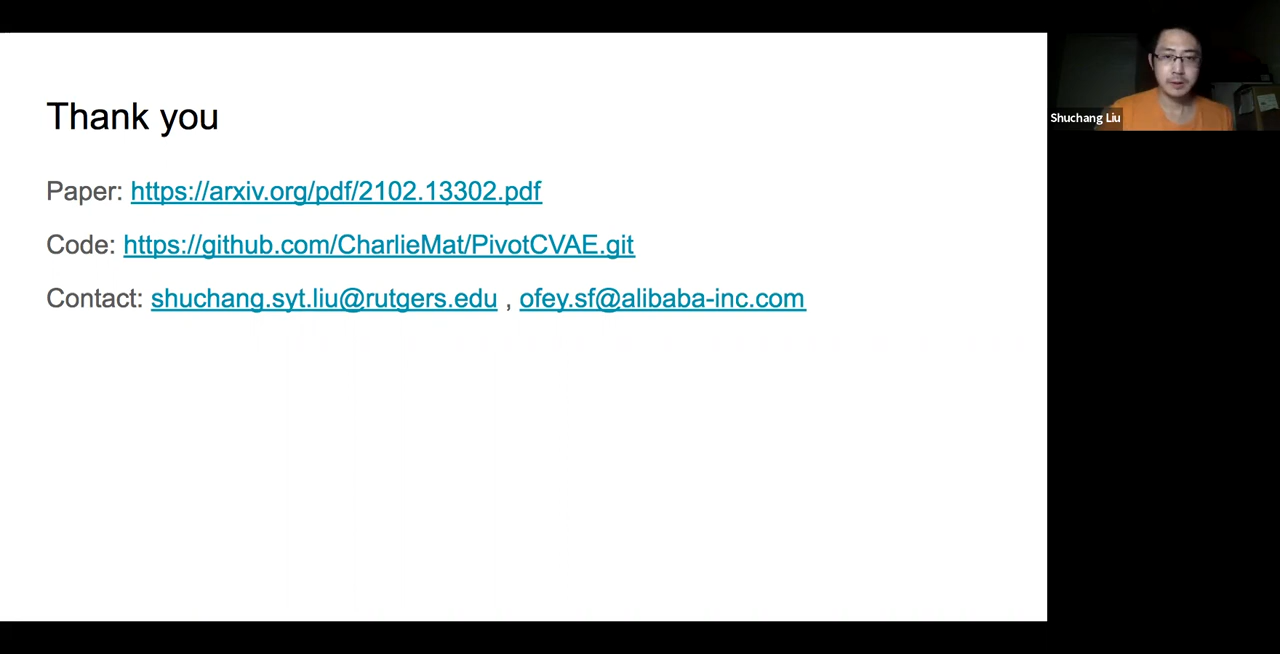 Thank you
Paper: https://arxiv.org/pdf/2102.13302.pdf
Code: https://github.com/CharlieMat/PivotCVAE.git
Contact: shuchang.syt.liu@rutgers.edu , ofey.sf@alibaba-inc.com
Shuchang Liu